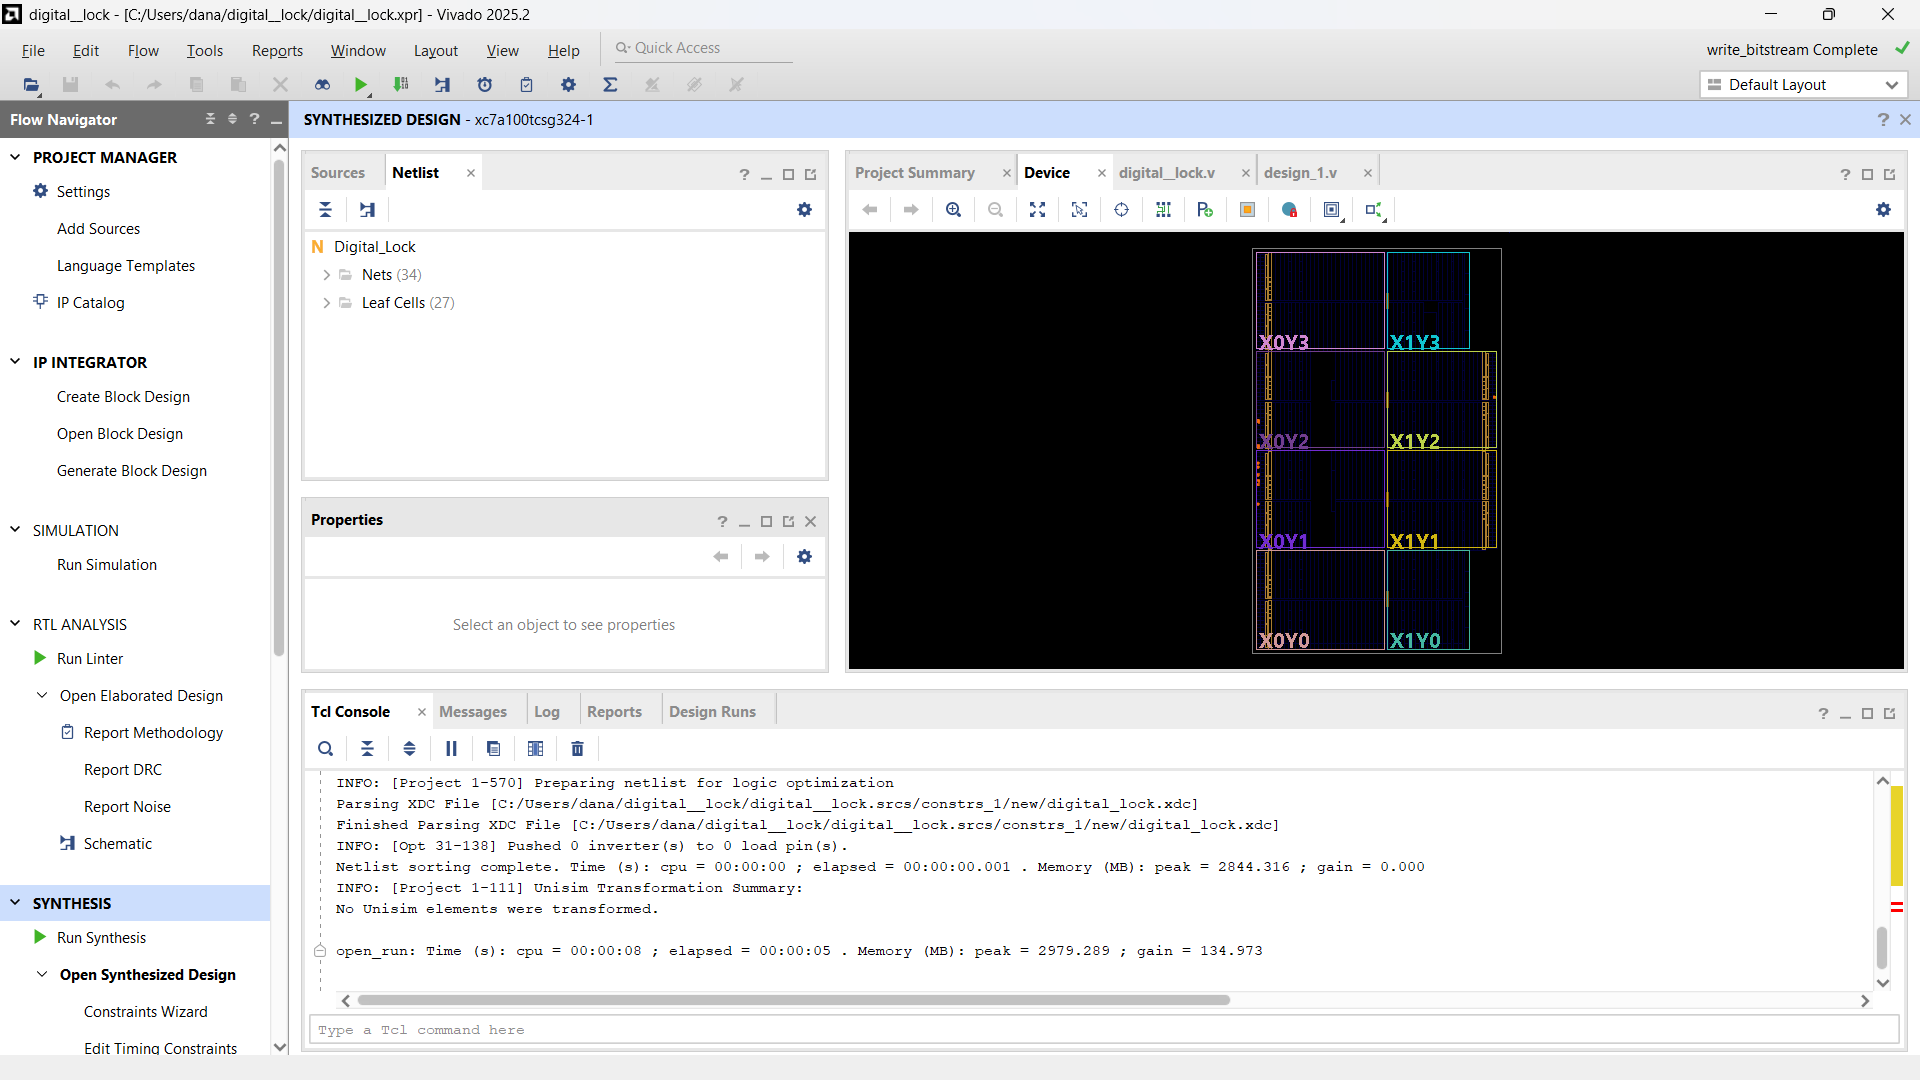 digital__lock - [C:/Users/dana/digital__lock/digital__lock.xpr] - Vivado 2025.2
File Edit Flow Tools Reports Window Layout View Help Quick Access
write_bitstream Complete
Default Layout
Flow Navigator
SYNTHESIZED DESIGN - xc7a100tcsg324-1
PROJECT MANAGER
Settings
Add Sources
Language Templates
IP Catalog
IP INTEGRATOR
Create Block Design
Open Block Design
Generate Block Design
SIMULATION
Run Simulation
RTL ANALYSIS
Run Linter
Open Elaborated Design
Report Methodology
Report DRC
Report Noise
Schematic
SYNTHESIS
Run Synthesis
Open Synthesized Design
Constraints Wizard
Edit Timing Constraints
Sources Netlist
N Digital_Lock
Nets (34)
Leaf Cells (27)
Properties
Select an object to see properties
Project Summary Device digital__lock.v design_1.v
X0Y3 X1Y3
X0Y2 X1Y2
X0Y1 X1Y1
X0Y0 X1Y0
Tcl Console Messages Log Reports Design Runs
INFO: [Project 1-570] Preparing netlist for logic optimization
Parsing XDC File [C:/Users/dana/digital__lock/digital__lock.srcs/constrs_1/new/digital_lock.xdc]
Finished Parsing XDC File [C:/Users/dana/digital__lock/digital__lock.srcs/constrs_1/new/digital_lock.xdc]
INFO: [Opt 31-138] Pushed 0 inverter(s) to 0 load pin(s).
Netlist sorting complete. Time (s): cpu = 00:00:00 ; elapsed = 00:00:00.001 . Memory (MB): peak = 2844.316 ; gain = 0.000
INFO: [Project 1-111] Unisim Transformation Summary:
No Unisim elements were transformed.
open_run: Time (s): cpu = 00:00:08 ; elapsed = 00:00:05 . Memory (MB): peak = 2979.289 ; gain = 134.973
Type a Tcl command here